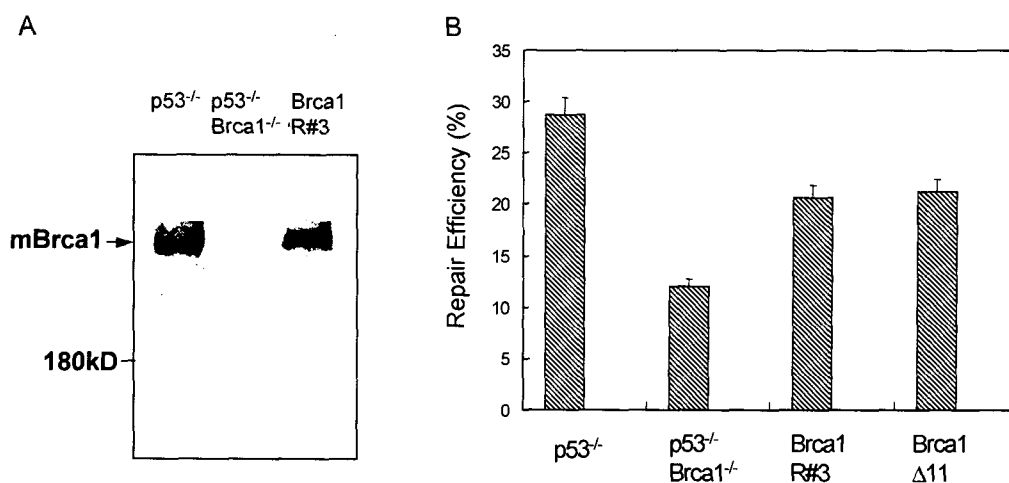 A
p53-/- p53-/- Brca1
Brca1-/- R#3
mBrca1
180kD
B
Repair Efficiency (%)
35
30
25
20
15
10
5
0
p53-/- p53-/- Brca1 Brca1
Brca1-/- R#3 Δ11